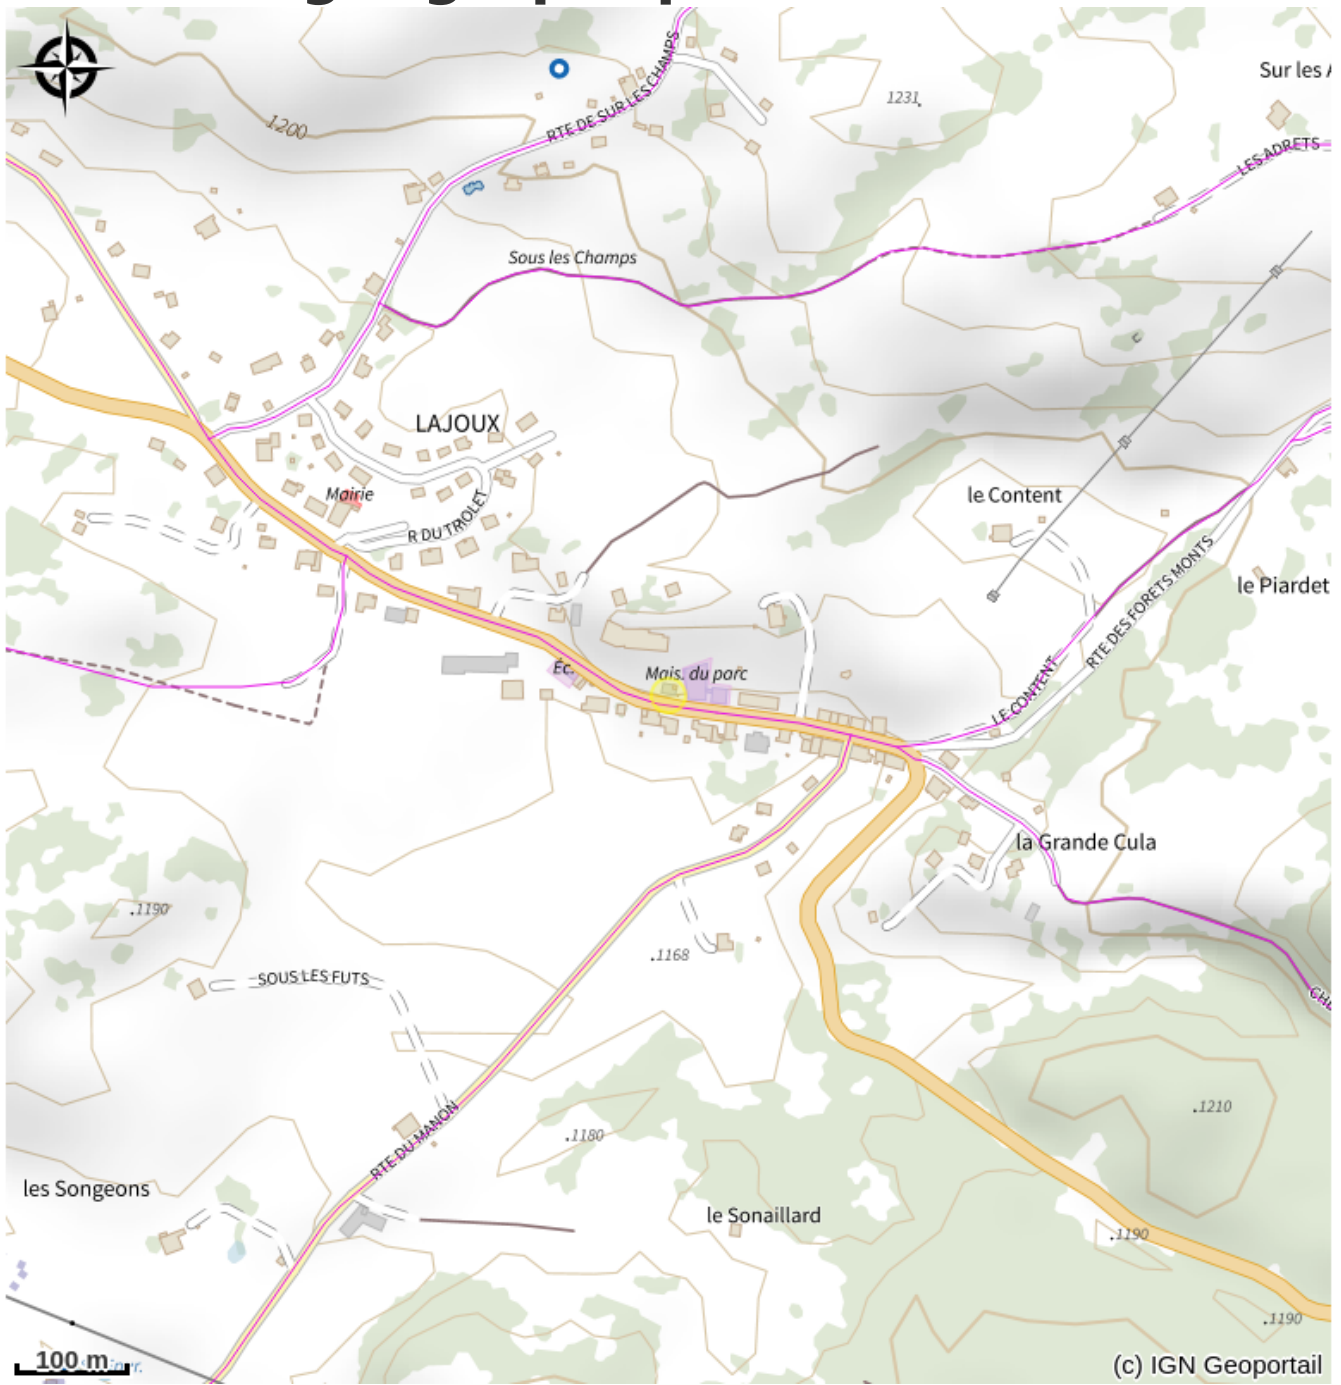 Sur les
1231
RTE DE SUR LES CHAMPS
1200
LES ADRETS
Sous les Champs
LAJOUX
Mairie
le Content
R DU TRIOLET
RTE DES FORETS MONTS
le Piardet
Éc.
Mais. du parc
LE CONTENT
la Grande Cula
.1190
.1168
SOUS LES FUTS
.1210
RTE DU MANON
.1180
les Songeons
le Sonaillard
.1190
.1190
100 m
(c) IGN Geoportail